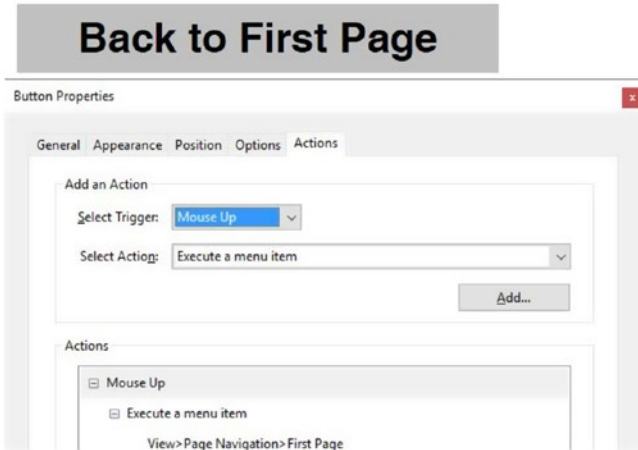 Back to First Page
Button Properties
x
General Appearance Position Options Actions
Add an Action
Select Trigger: Mouse Up
Select Action: Execute a menu item
Add...
Actions
Mouse Up
Execute a menu item
View>Page Navigation>First Page